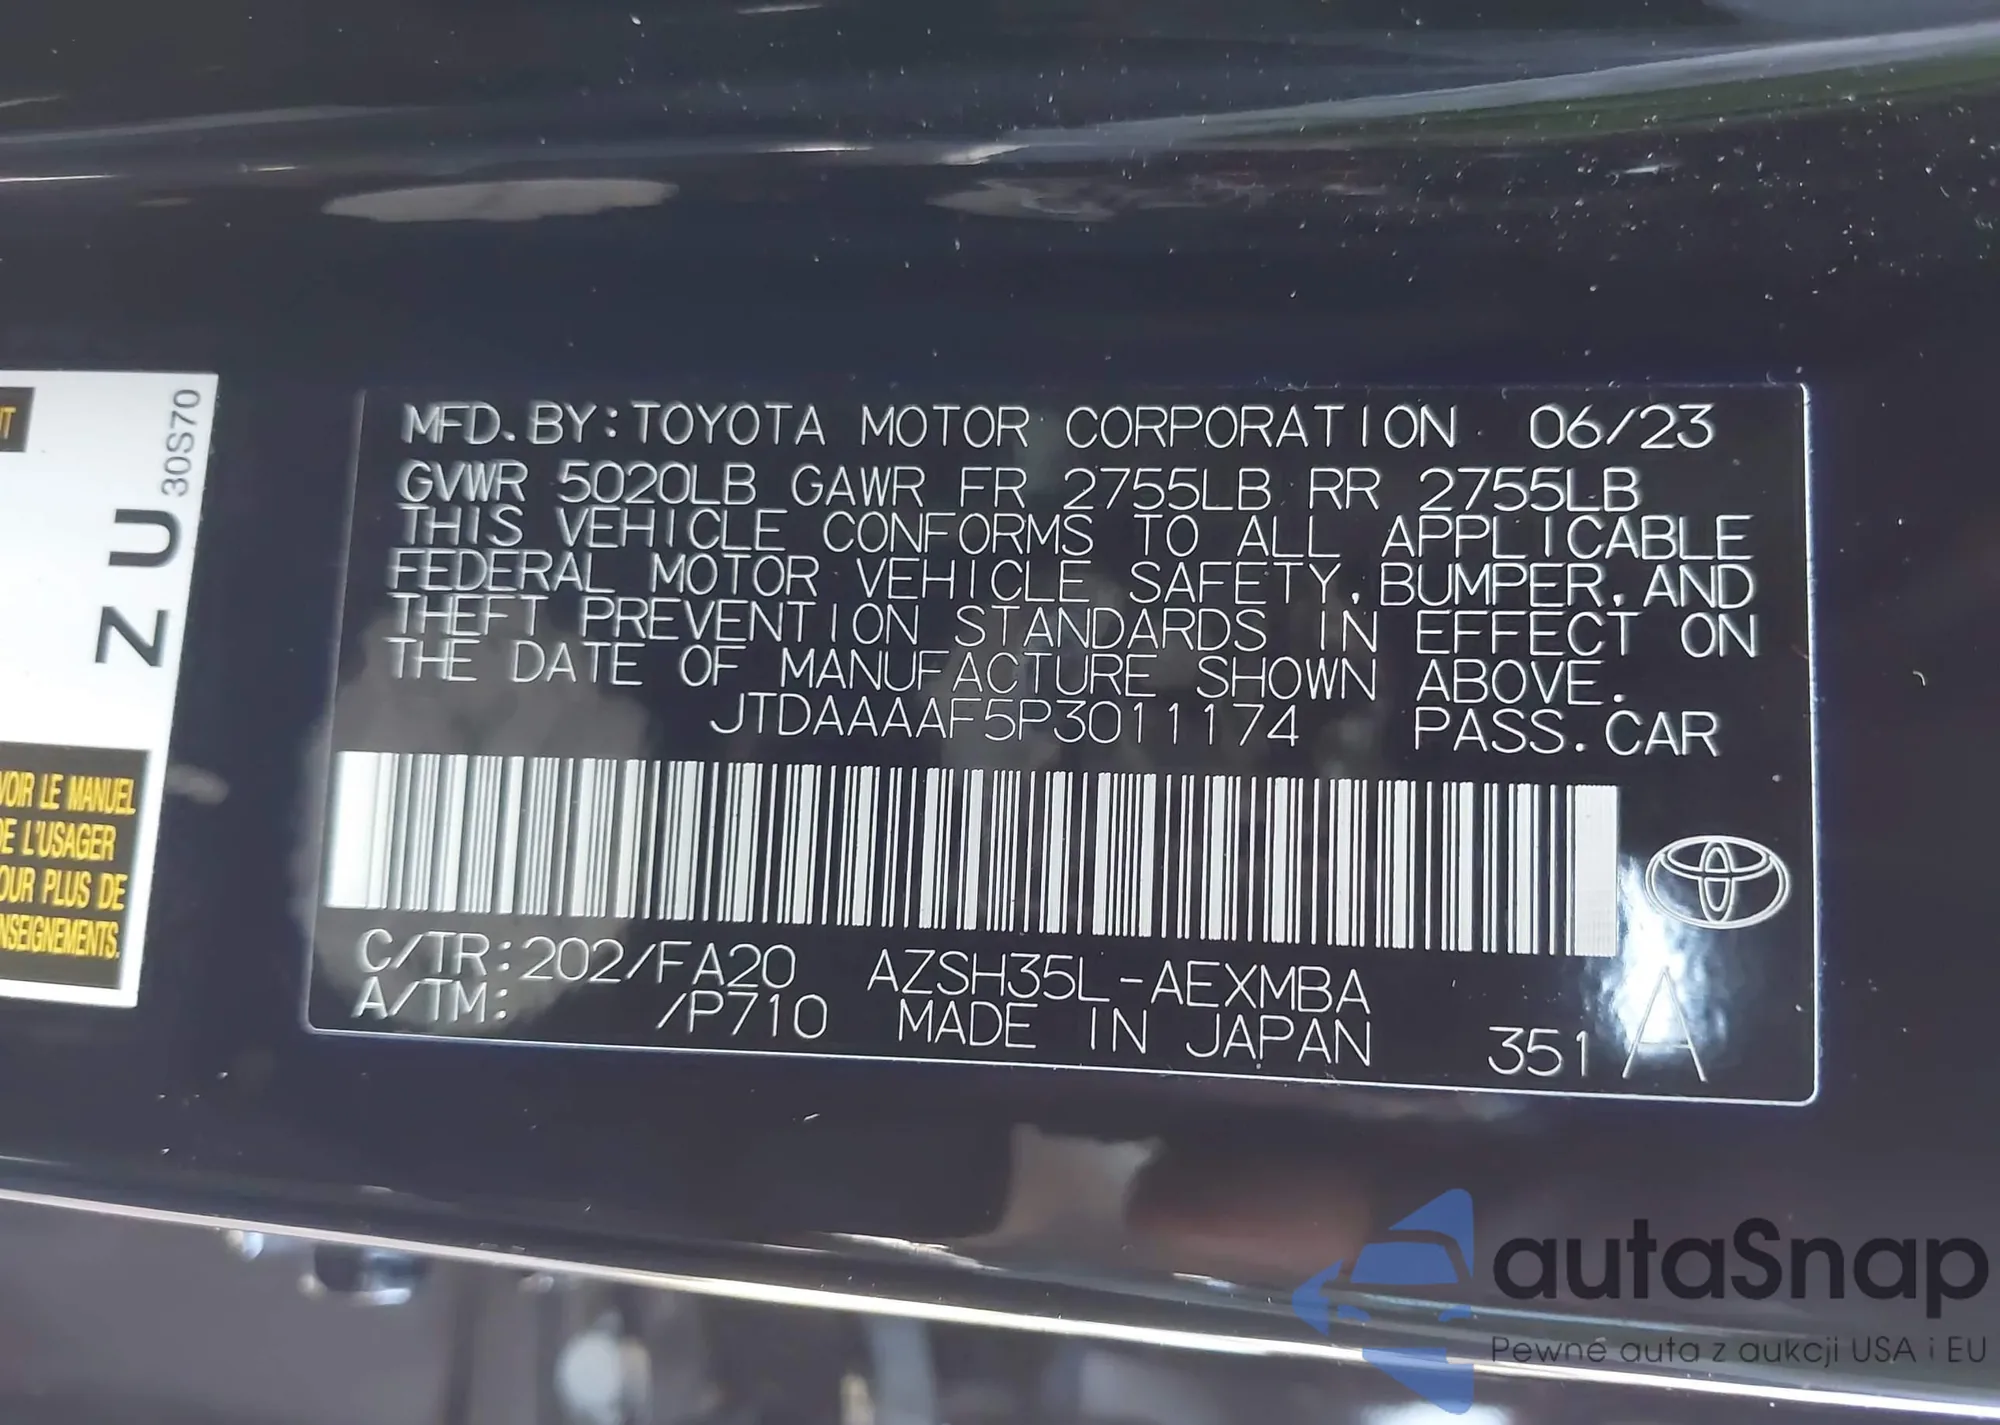 MFD. BY: TOYOTA MOTOR CORPORATION 06/23
GVWR 5020LB GAWR FR 2755LB RR 2755LB
THIS VEHICLE CONFORMS TO ALL APPLICABLE
FEDERAL MOTOR VEHICLE SAFETY, BUMPER, AND
THEFT PREVENTION STANDARDS IN EFFECT ON
THE DATE OF MANUFACTURE SHOWN ABOVE.
JTDAAAAF5P3011174 PASS. CAR
C/TR: 202/FA20 AZSH35L-AEXMBA
A/TM: /P710 MADE IN JAPAN 351 A
ZU
30S70
VOIR LE MANUEL
DE L'USAGER
POUR PLUS DE
NSEIGNEMENTS.
autaSnap
Pewne auta z aukcji USA i EU